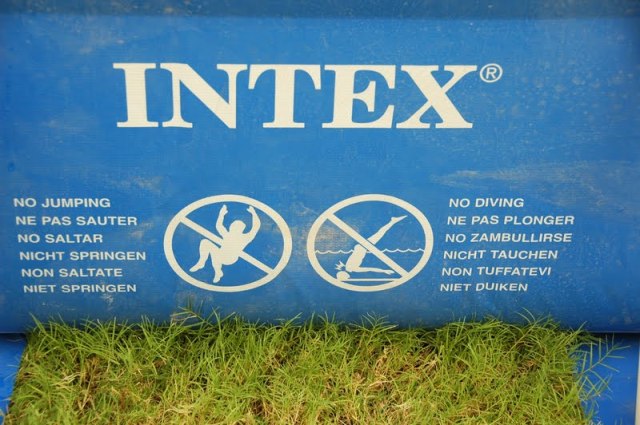 INTEX®
NO JUMPING
NE PAS SAUTER
NO SALTAR
NICHT SPRINGEN
NON SALTATE
NIET SPRINGEN
NO DIVING
NE PAS PLONGER
NO ZAMBULLIRSE
NICHT TAUCHEN
NON TUFFATEVI
NIET DUIKEN